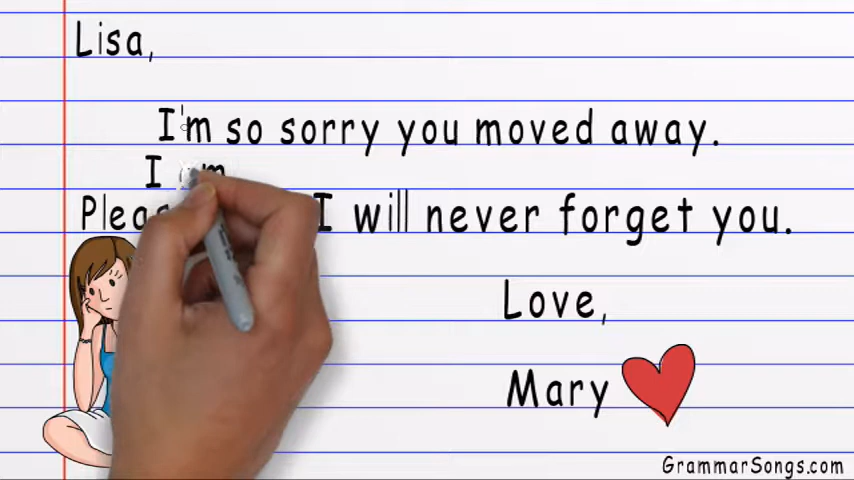 Lisa,
I'm so sorry you moved away.
I
I will never forget you.
Love,
Mary
GrammarSongs.com